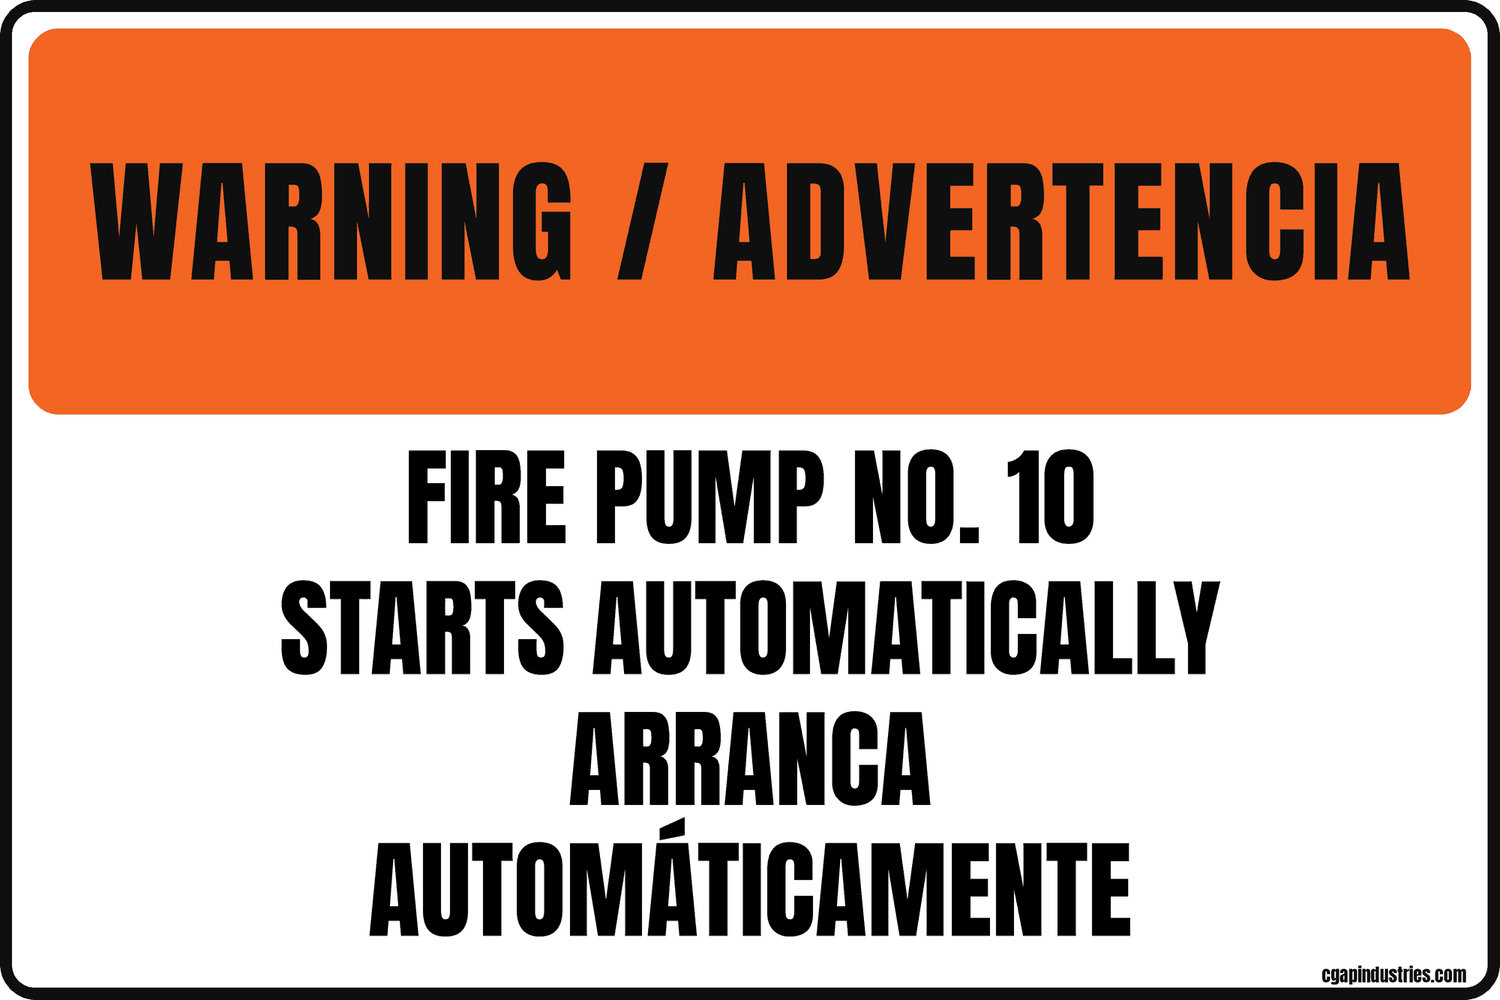 WARNING / ADVERTENCIA
FIRE PUMP NO. 10
STARTS AUTOMATICALLY
ARRANCA
AUTOMÁTICAMENTE
cgapindustries.com